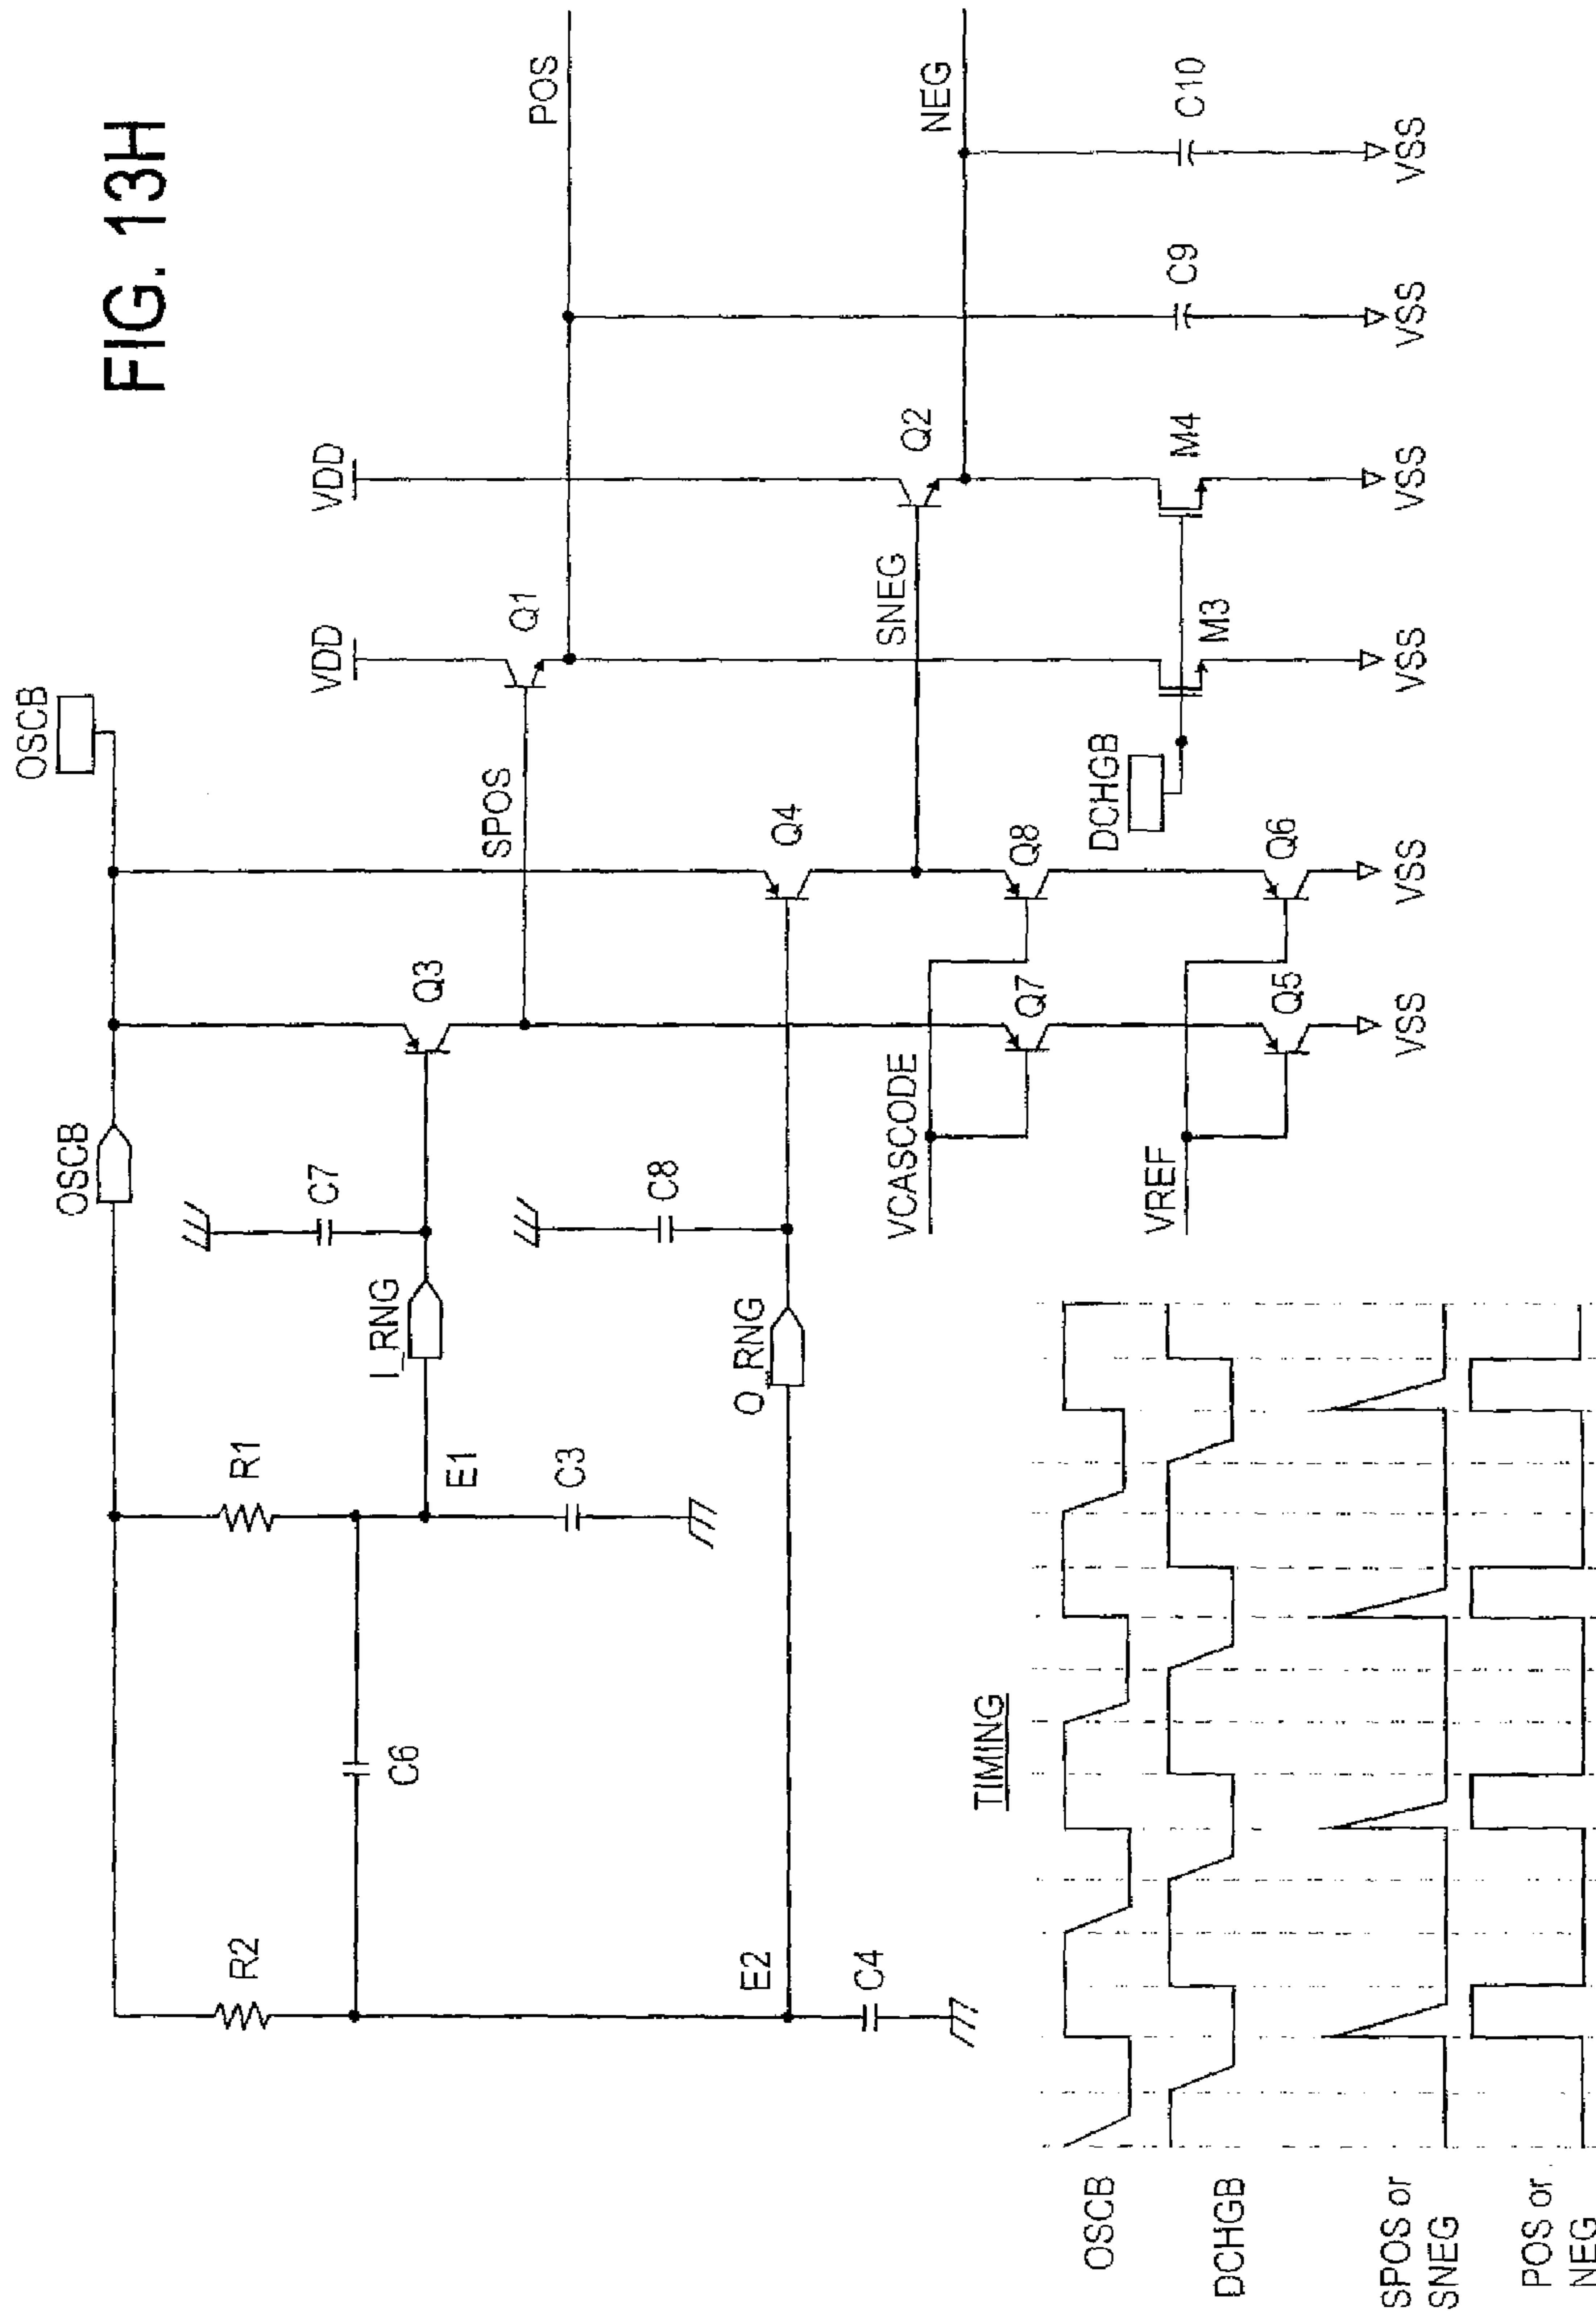 FIG. 13H
OSCB
OSCB
R2
R1
C7
I_RNG
E1
C3
C6
C8
O_RNG
E2
C4
Q3
SPOS
VDD
VDD
Q1
POS
Q4
SNEG
Q2
NEG
VCASCODE
Q7
Q8
VREF
Q5
Q6
DCHGB
M3
M4
C9
C10
VSS
VSS
VSS
VSS
VSS
VSS
TIMING
OSCB
DCHGB
SPOS or
SNEG
POS or
NEG